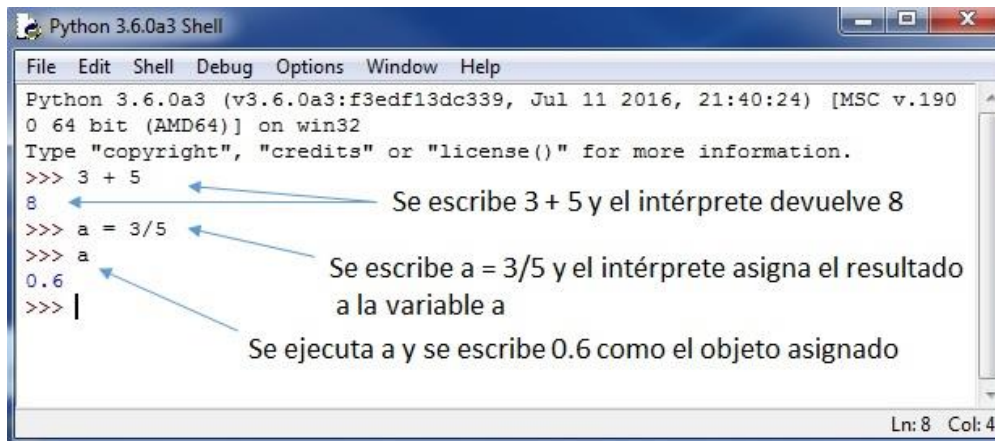 Python 3.6.0a3 Shell
File Edit Shell Debug Options Window Help
Python 3.6.0a3 (v3.6.0a3:f3edf13dc339, Jul 11 2016, 21:40:24) [MSC v.190
0 64 bit (AMD64)] on win32
Type "copyright", "credits" or "license()" for more information.
>>> 3 + 5
8
Se escribe 3 + 5 y el intérprete devuelve 8
>>> a = 3/5
>>> a
0.6
>>>
Se escribe a = 3/5 y el intérprete asigna el resultado
a la variable a
Se ejecuta a y se escribe 0.6 como el objeto asignado
Ln: 8 Col: 4